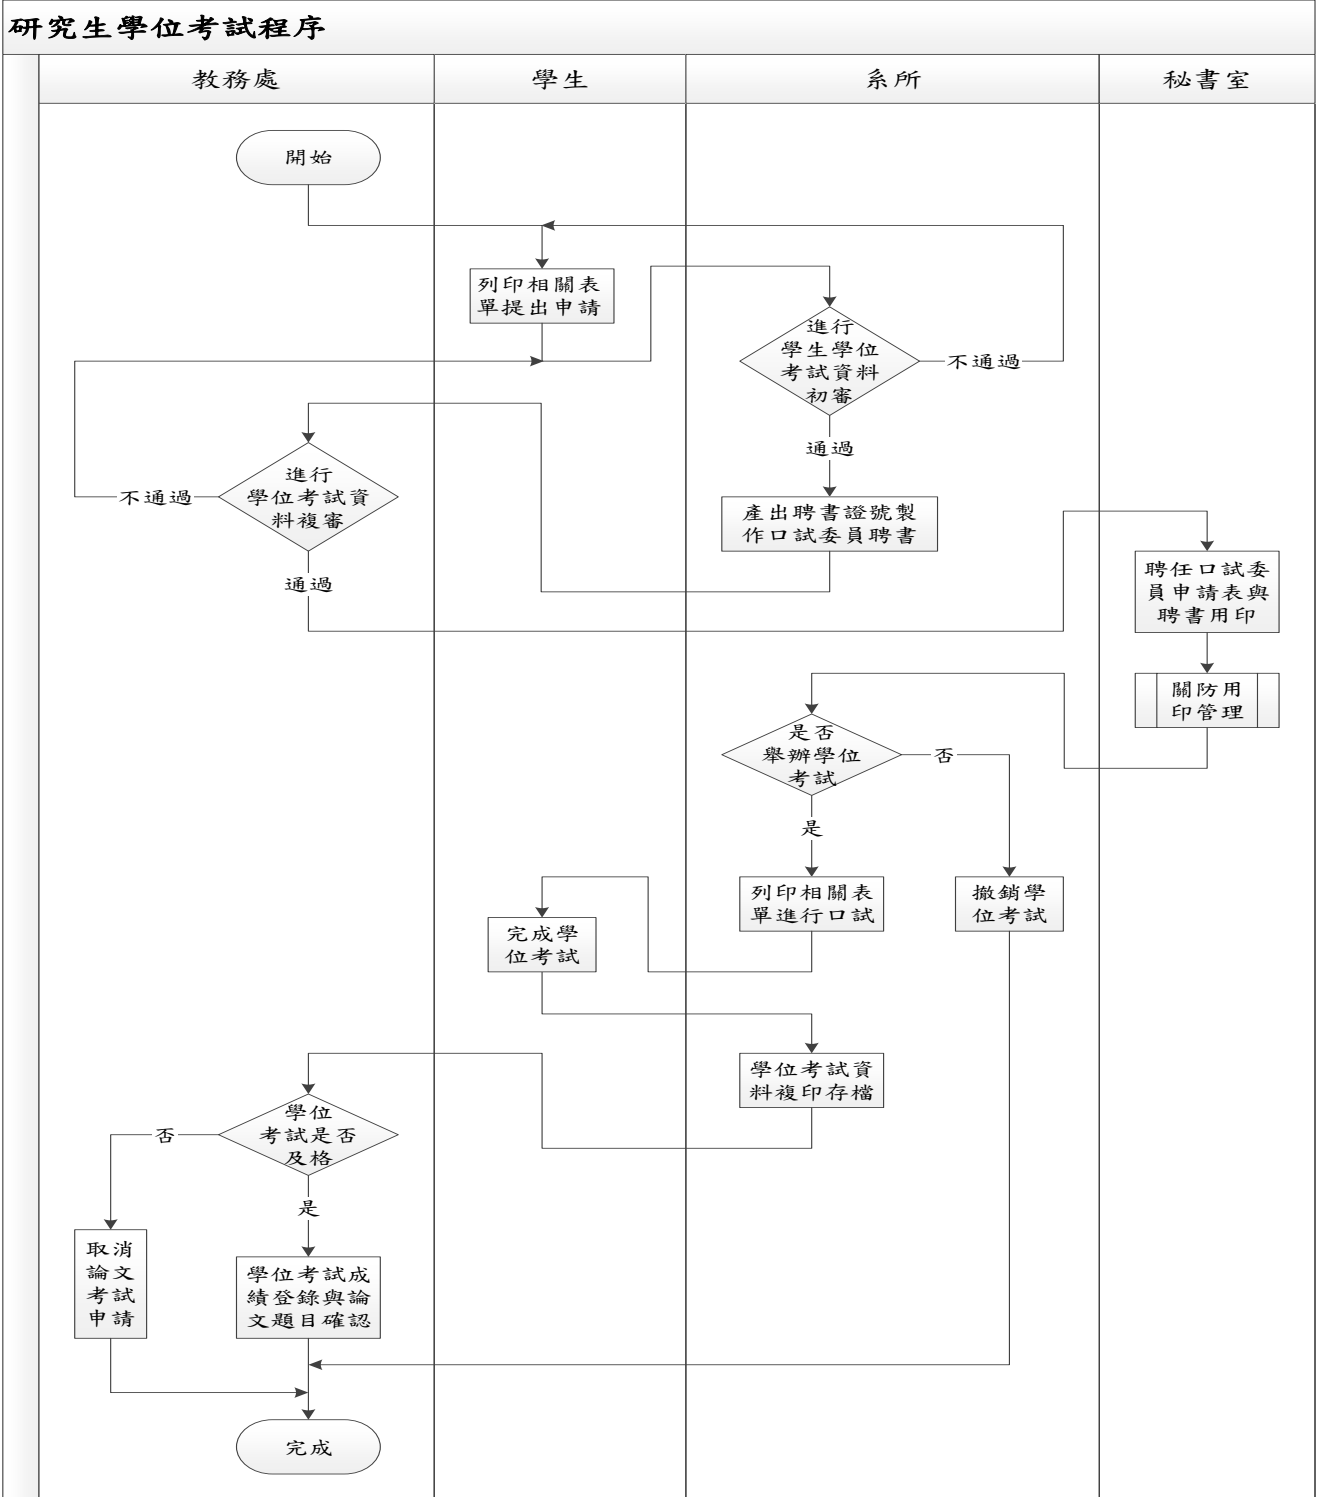 研究生學位考試程序
教務處
學生
系所
秘書室
開始
列印相關表
單提出申請
進行
學生學位
考試資料
初審
不通過
通過
進行
學位考試資
料複審
不通過
通過
產出聘書證號製
作口試委員聘書
聘任口試委
員申請表與
聘書用印
關防用
印管理
是否
舉辦學位
考試
否
是
列印相關表
單進行口試
撤銷學
位考試
完成學
位考試
學位考試資
料複印存檔
學位
考試是否
及格
否
是
取消
論文
考試
申請
學位考試成
績登錄與論
文題目確認
完成